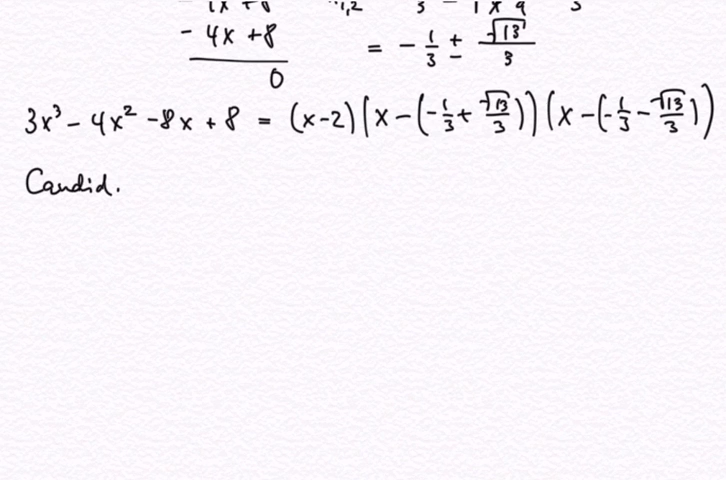 - 4x + 8 = - 1/3 ± √13/3
0
3x³ - 4x² - 8x + 8 = (x-2)(x-(-1/3+√13/3))(x-(-1/3-√13/3))
Candid.